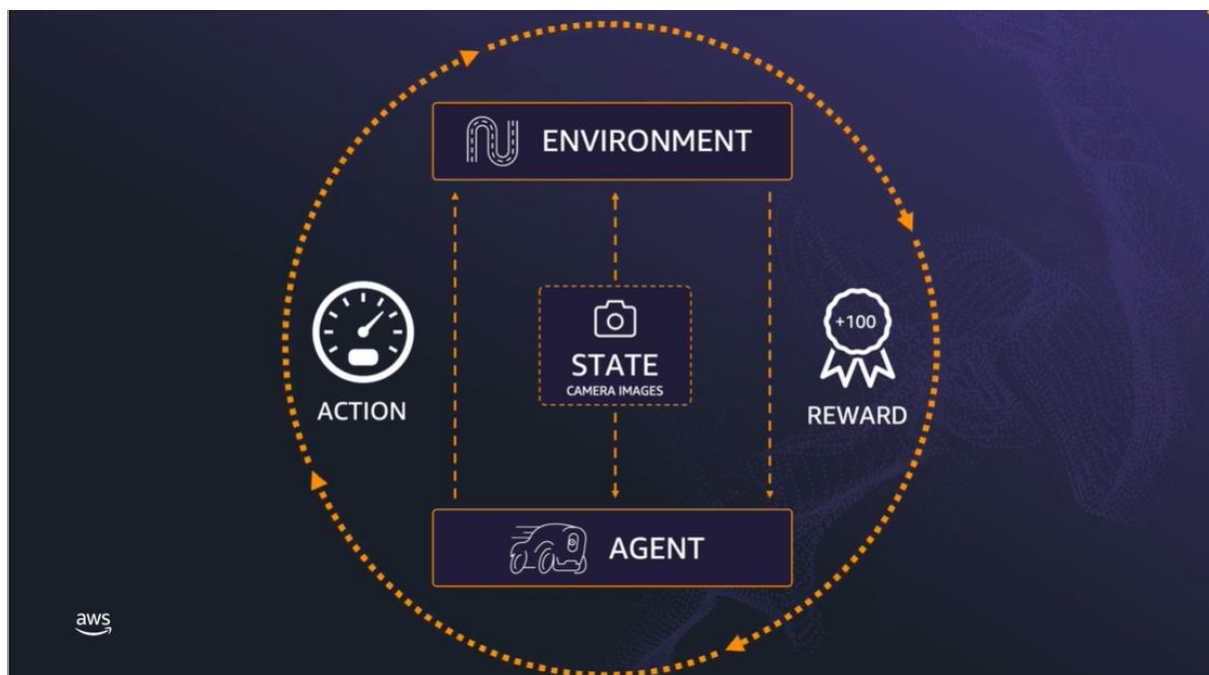 ENVIRONMENT
STATE
CAMERA IMAGES
+100
ACTION
REWARD
AGENT
aws